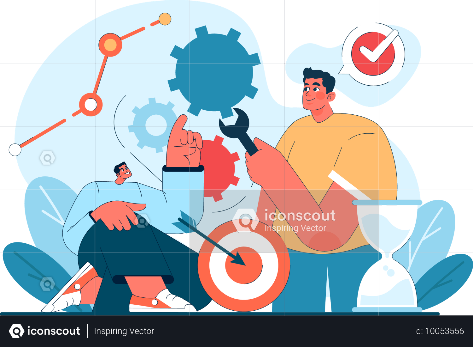 iconscout
Inspiring Vector
iconscout Inspiring Vector c: 10053556